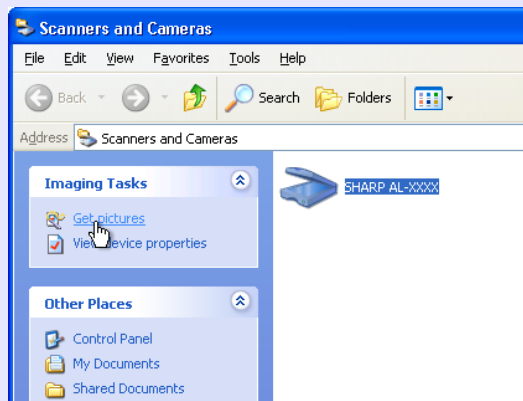 Scanners and Cameras
File Edit View Favorites Tools Help
Back Search Folders
Address Scanners and Cameras
Imaging Tasks
Get pictures
View device properties
SHARP AL-XXXX
Other Places
Control Panel
My Documents
Shared Documents